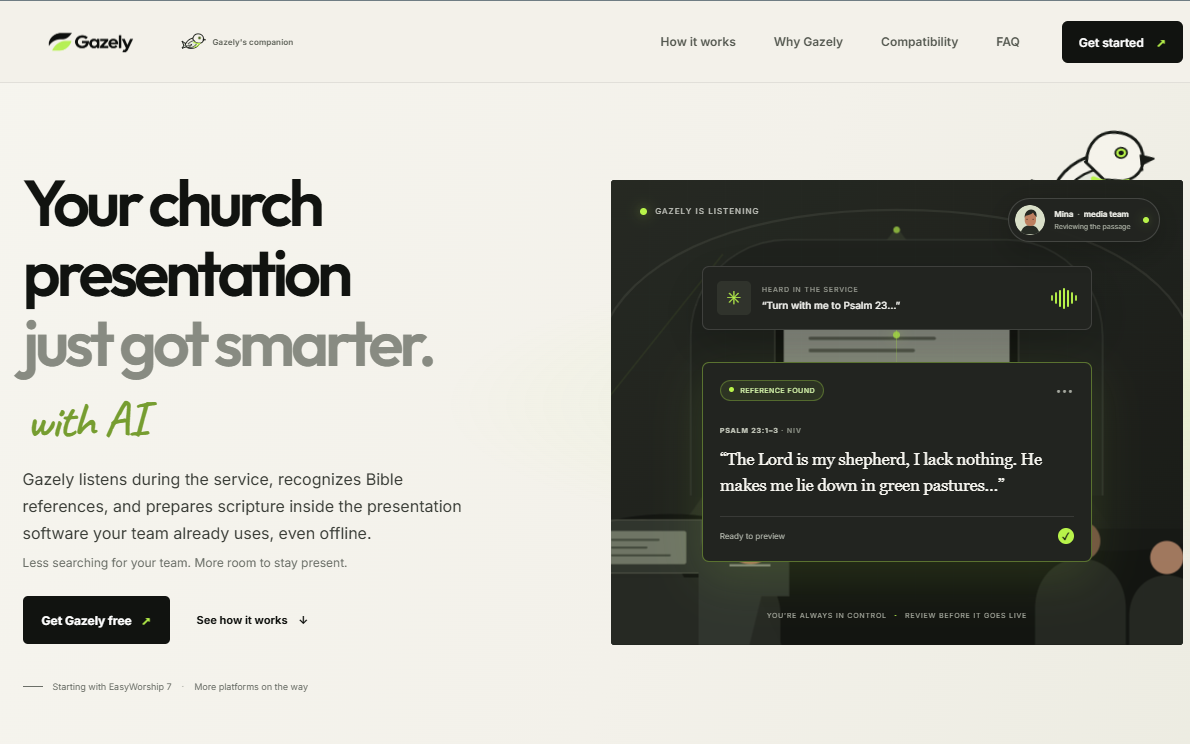 Gazely
Gazely's companion
How it works
Why Gazely
Compatibility
FAQ
Get started ↗
Your church
presentation
just got smarter.
with AI
Gazely listens during the service, recognizes Bible
references, and prepares scripture inside the presentation
software your team already uses, even offline.
Less searching for your team. More room to stay present.
Get Gazely free ↗
See how it works ↓
Starting with EasyWorship 7 · More platforms on the way
GAZELY IS LISTENING
Mina · media team
Reviewing the passage
HEARD IN THE SERVICE
“Turn with me to Psalm 23...”
REFERENCE FOUND
PSALM 23:1–3 · NIV
“The Lord is my shepherd, I lack nothing. He
makes me lie down in green pastures...”
Ready to preview
YOU'RE ALWAYS IN CONTROL - REVIEW BEFORE IT GOES LIVE